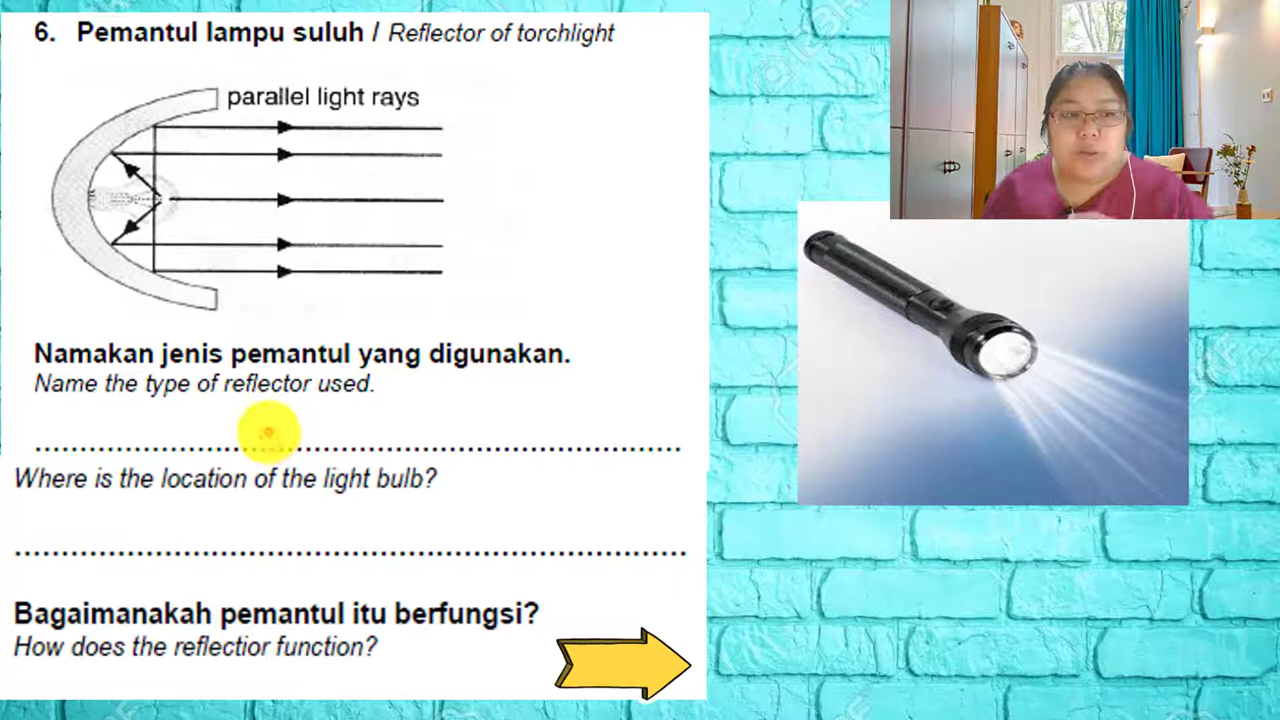 6. Pemantul lampu suluh / Reflector of torchlight
parallel light rays
Namakan jenis pemantul yang digunakan.
Name the type of reflector used.
Where is the location of the light bulb?
Bagaimanakah pemantul itu berfungsi?
How does the reflectior function?